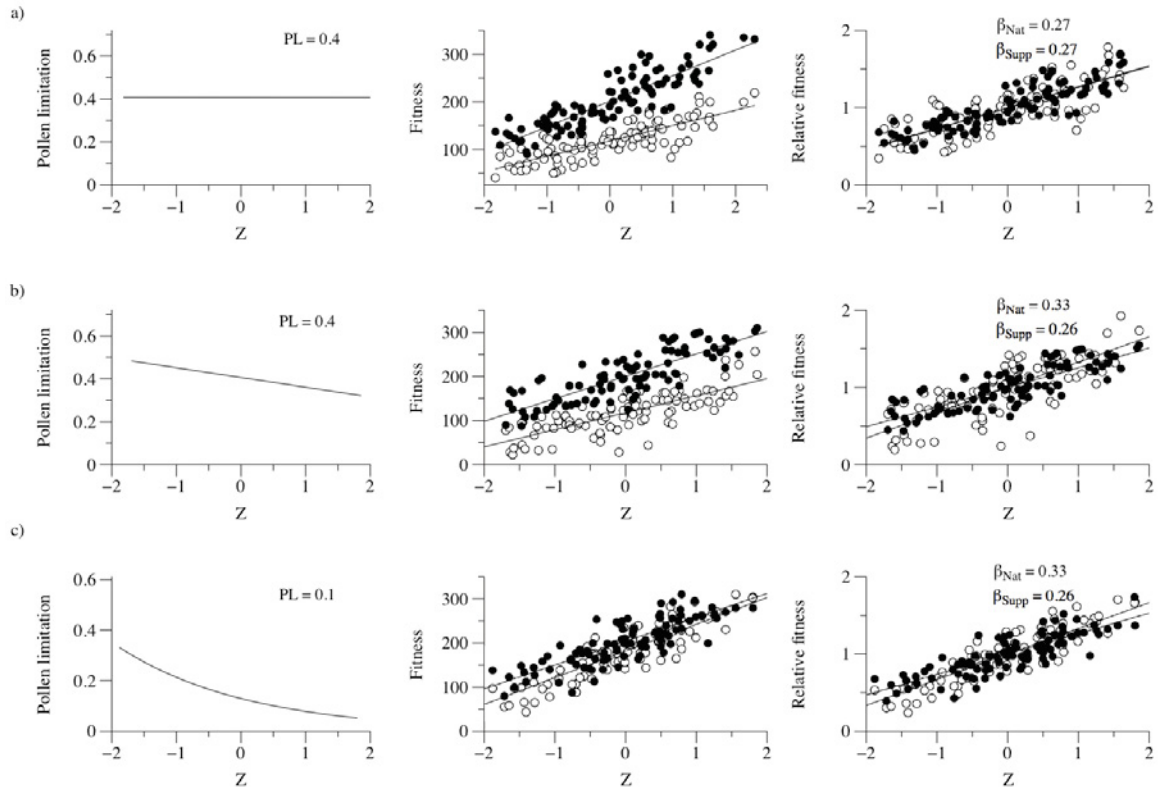 a)
Pollen limitation
0.6
0.4
0.2
0
PL = 0.4
−2 −1 0 1 2
Z
Fitness
300
200
100
−2 −1 0 1 2
Z
Relative fitness
2
1
0
βNat = 0.27
βSupp = 0.27
−2 −1 0 1 2
Z
b)
Pollen limitation
0.6
0.4
0.2
0
PL = 0.4
−2 −1 0 1 2
Z
Fitness
300
200
100
0
−2 −1 0 1 2
Z
Relative fitness
2
1
0
βNat = 0.33
βSupp = 0.26
−2 −1 0 1 2
Z
c)
Pollen limitation
0.6
0.4
0.2
0
PL = 0.1
−2 −1 0 1 2
Z
Fitness
300
200
100
0
−2 −1 0 1 2
Z
Relative fitness
2
1
0
βNat = 0.33
βSupp = 0.26
−2 −1 0 1 2
Z